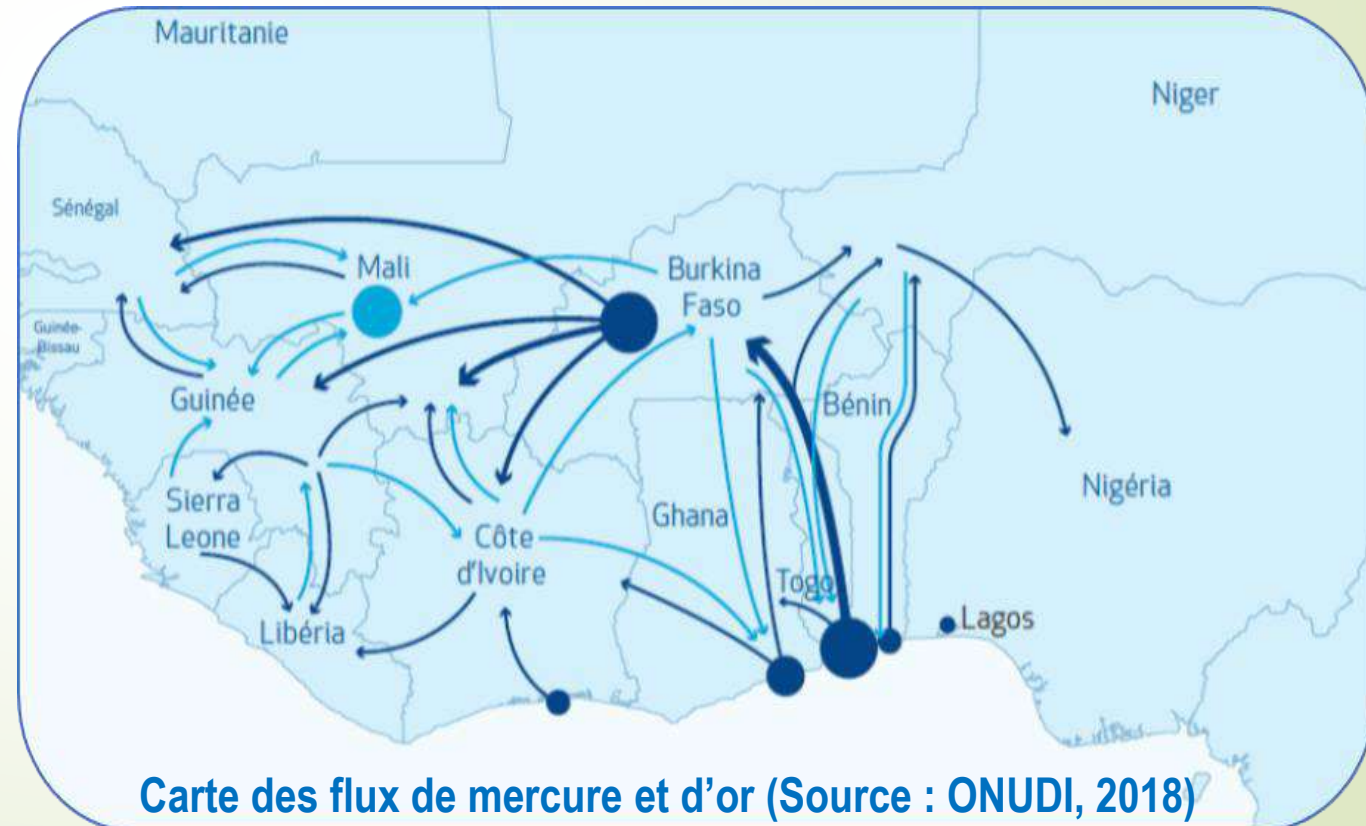 Mauritanie
Niger
Sénégal
Mali
Burkina
Faso
Guinée-
Bissau
Guinée
Bénin
Nigéria
Sierra
Leone
Côte
d'Ivoire
Ghana
Togo
Libéria
Lagos
Carte des flux de mercure et d'or (Source : ONUDI, 2018)